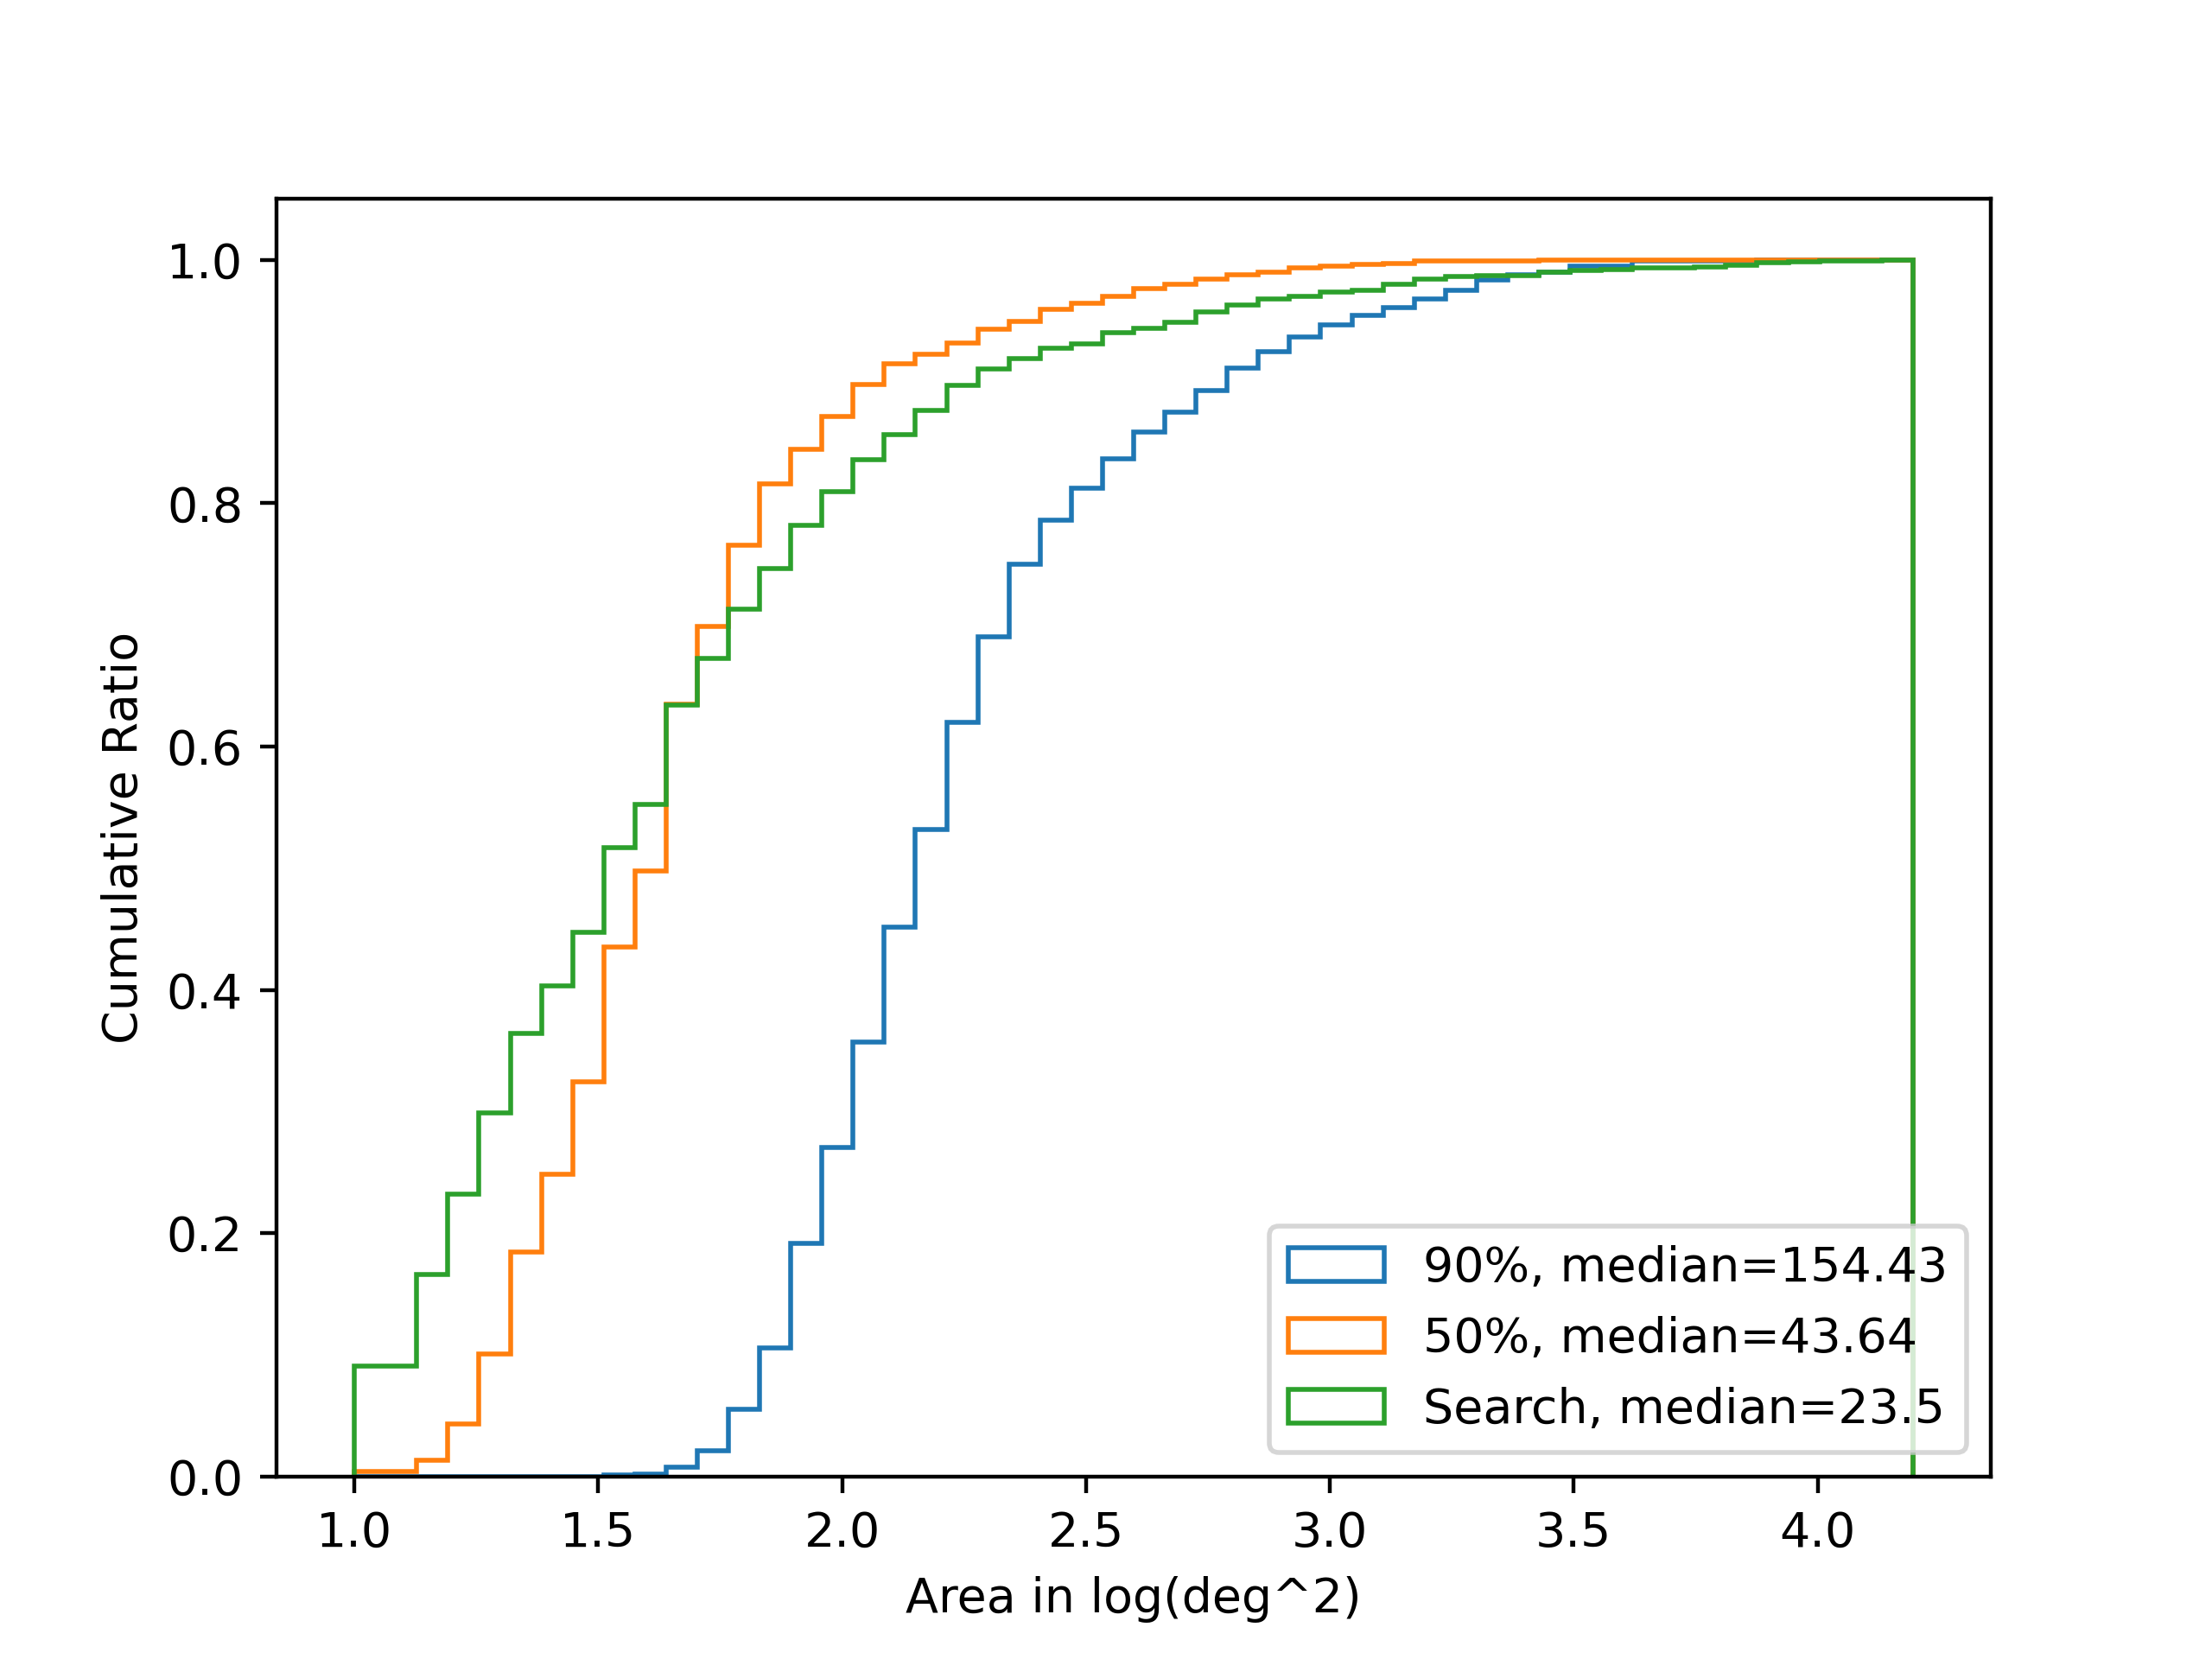 1.0
0.8
0.6
0.4
0.2
0.0
Cumulative Ratio
90%, median=154.43
50%, median=43.64
Search, median=23.5
1.0 1.5 2.0 2.5 3.0 3.5 4.0
Area in log(deg^2)